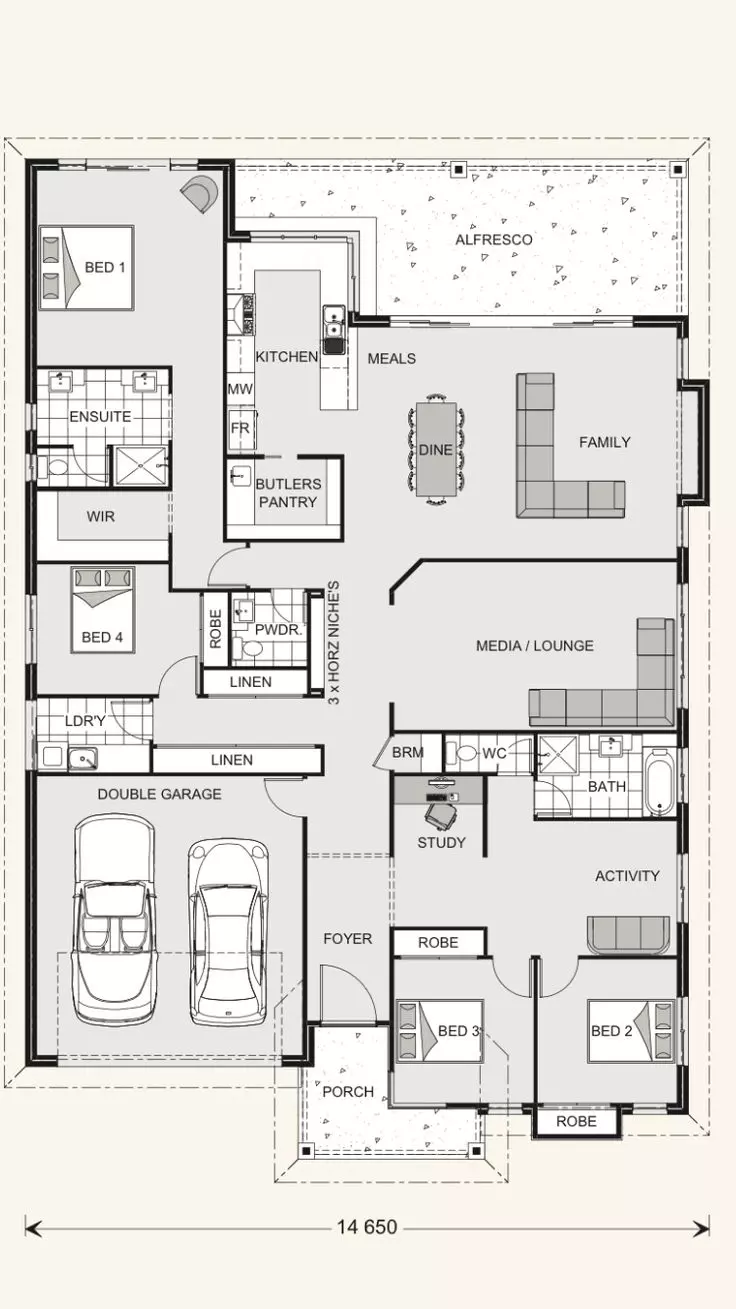 ALFRESCO
BED 1
KITCHEN
MEALS
MW
ENSUITE
FR
DINE
FAMILY
BUTLERS
PANTRY
WIR
BED 4
ROBE
PWDR.
3 x HORZ NICHE'S
MEDIA / LOUNGE
LINEN
LDR'Y
LINEN
BRM
WC
BATH
DOUBLE GARAGE
STUDY
ACTIVITY
FOYER
ROBE
BED 3
BED 2
PORCH
ROBE
14 650